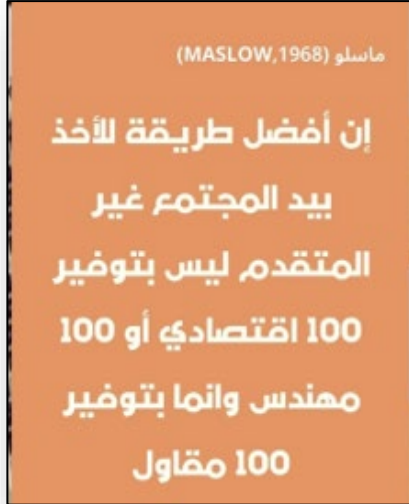 ماسلو (MASLOW,1968)
إن أفضل طريقة للأخذ
بيد المجتمع غير
المتقدم ليس بتوفير
100 اقتصادي أو 100
مهندس وانما بتوفير
100 مقاول